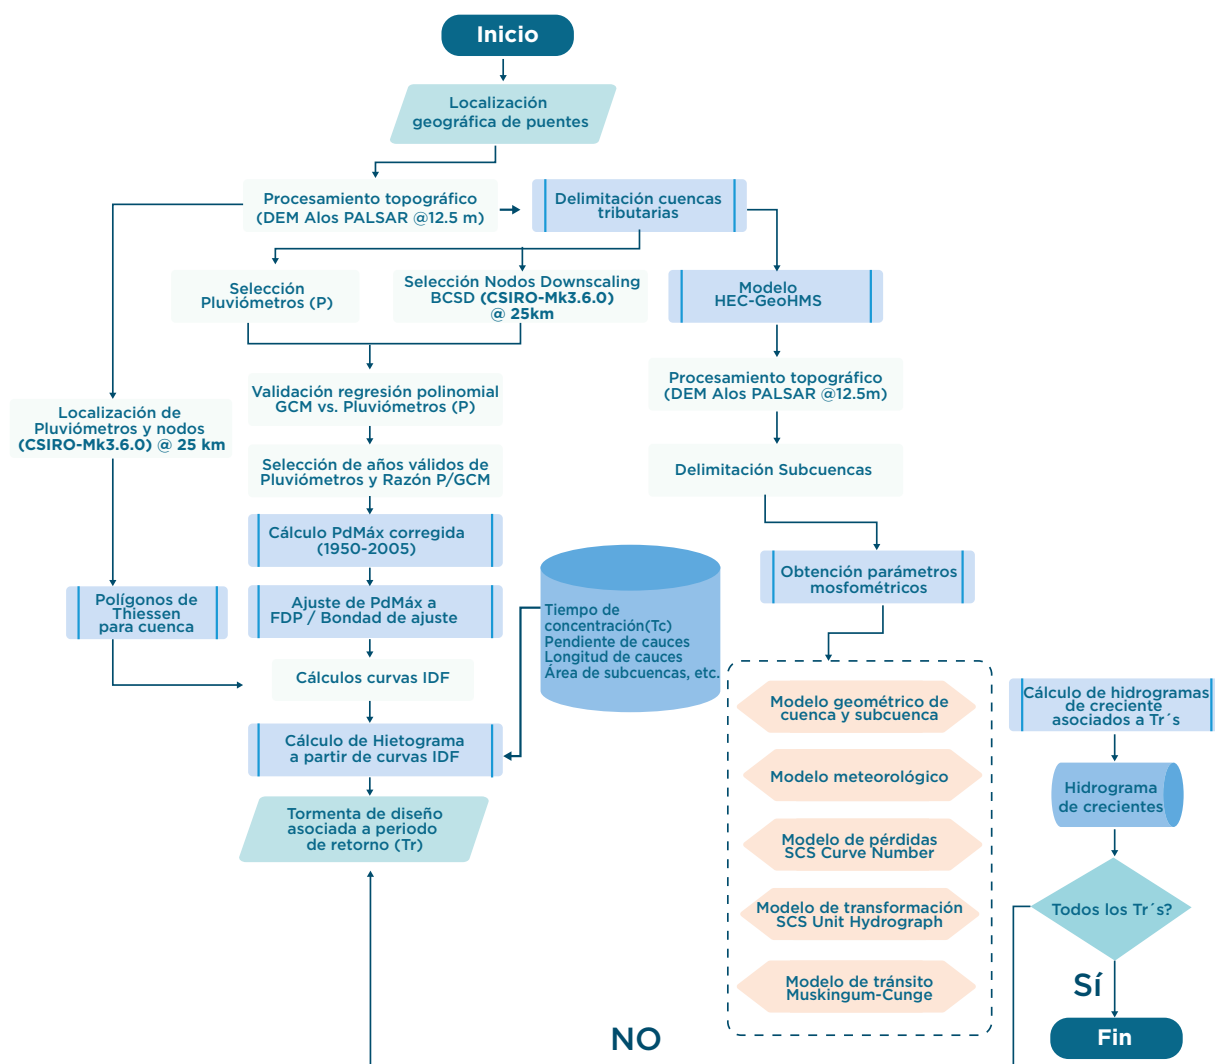 Inicio
Localización
geográfica de puentes
Procesamiento topográfico
(DEM Alos PALSAR @12.5 m)
Delimitación cuencas
tributarias
Selección
Pluviómetros (P)
Selección Nodos Downscaling
BCSD (CSIRO-Mk3.6.0)
@ 25km
Modelo
HEC-GeoHMS
Validación regresión polinomial
GCM vs. Pluviómetros (P)
Procesamiento topográfico
(DEM Alos PALSAR @12.5m)
Localización de
Pluviómetros y nodos
(CSIRO-Mk3.6.0) @ 25 km
Selección de años válidos de
Pluviómetros y Razón P/GCM
Delimitación Subcuencas
Cálculo PdMáx corregida
(1950-2005)
Obtención parámetros
mosfométricos
Polígonos de
Thiessen
para cuenca
Ajuste de PdMáx a
FDP / Bondad de ajuste
Tiempo de
concentración(Tc)
Pendiente de cauces
Longitud de cauces
Área de subcuencas, etc.
Cálculos curvas IDF
Cálculo de Hietograma
a partir de curvas IDF
Tormenta de diseño
asociada a periodo
de retorno (Tr)
Modelo geométrico de
cuenca y subcuenca
Modelo meteorológico
Modelo de pérdidas
SCS Curve Number
Modelo de transformación
SCS Unit Hydrograph
Modelo de tránsito
Muskingum-Cunge
Cálculo de hidrogramas
de creciente
asociados a Tr´s
Hidrograma
de crecientes
Todos los Tr´s?
Sí
NO
Fin